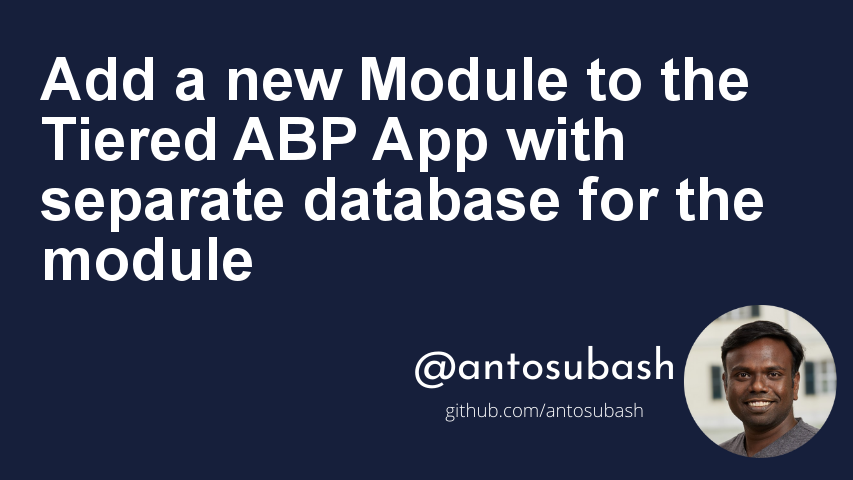 Add a new Module to the
Tiered ABP App with
separate database for the
module
@antosubash
github.com/antosubash